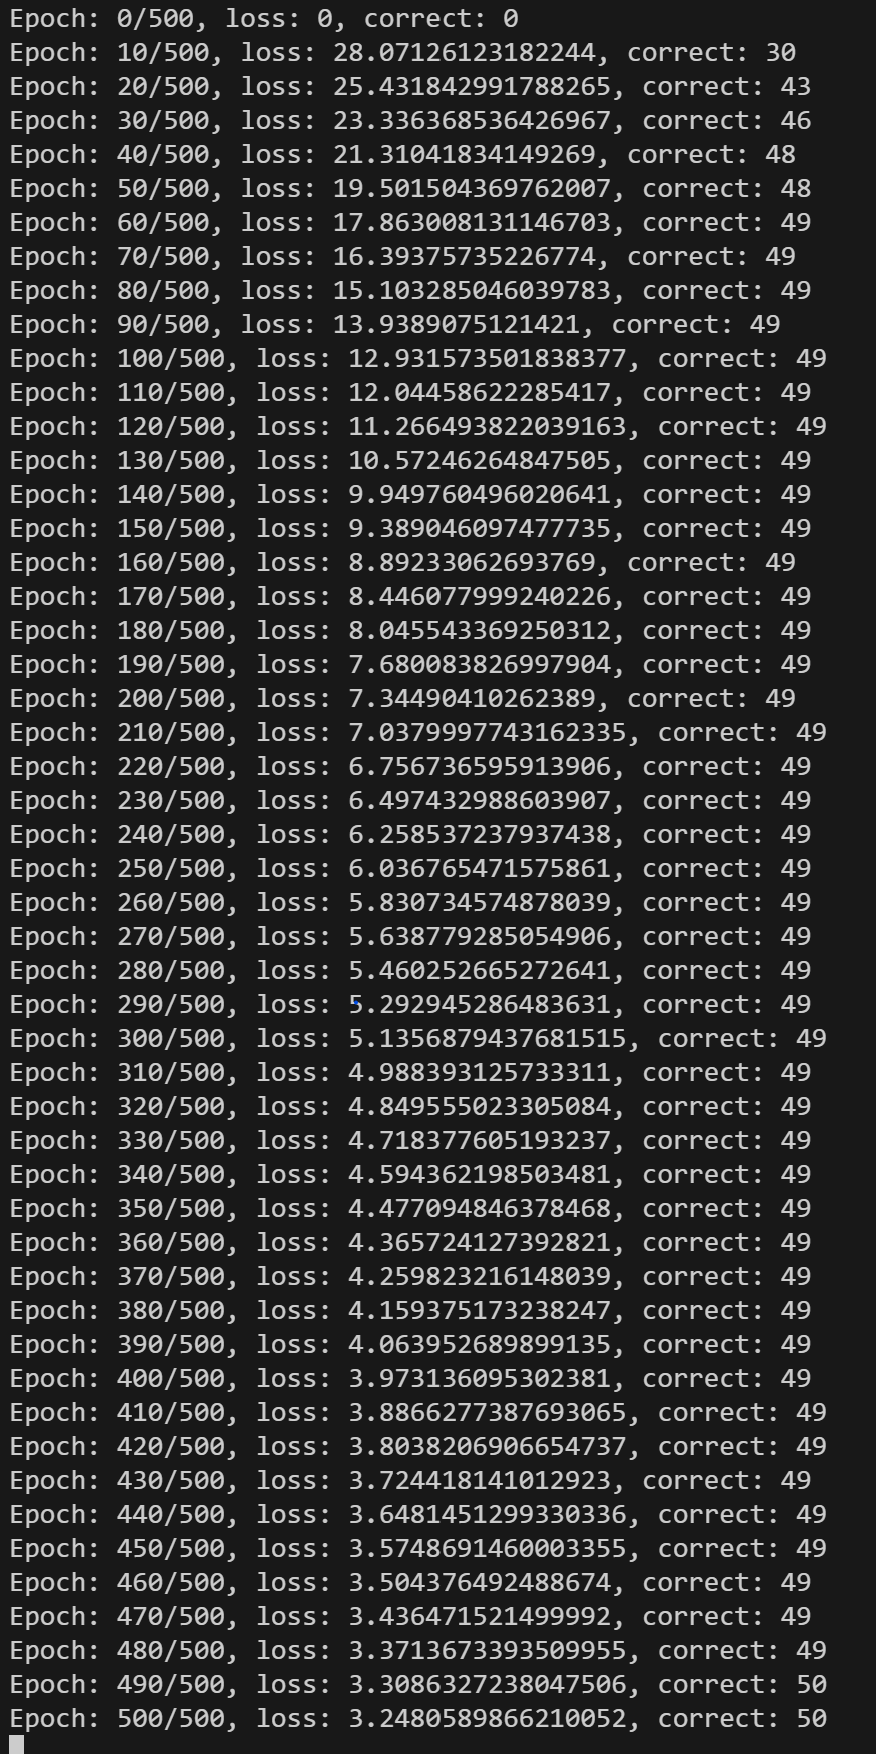 Epoch: 0/500, loss: 0, correct: 0
Epoch: 10/500, loss: 28.07126123182244, correct: 30
Epoch: 20/500, loss: 25.431842991788265, correct: 43
Epoch: 30/500, loss: 23.336368536426967, correct: 46
Epoch: 40/500, loss: 21.31041834149269, correct: 48
Epoch: 50/500, loss: 19.501504369762007, correct: 48
Epoch: 60/500, loss: 17.863008131146703, correct: 49
Epoch: 70/500, loss: 16.39375735226774, correct: 49
Epoch: 80/500, loss: 15.103285046039783, correct: 49
Epoch: 90/500, loss: 13.9389075121421, correct: 49
Epoch: 100/500, loss: 12.931573501838377, correct: 49
Epoch: 110/500, loss: 12.04458622285417, correct: 49
Epoch: 120/500, loss: 11.266493822039163, correct: 49
Epoch: 130/500, loss: 10.57246264847505, correct: 49
Epoch: 140/500, loss: 9.949760496020641, correct: 49
Epoch: 150/500, loss: 9.389046097477735, correct: 49
Epoch: 160/500, loss: 8.89233062693769, correct: 49
Epoch: 170/500, loss: 8.446077999240226, correct: 49
Epoch: 180/500, loss: 8.045543369250312, correct: 49
Epoch: 190/500, loss: 7.680083826997904, correct: 49
Epoch: 200/500, loss: 7.34490410262389, correct: 49
Epoch: 210/500, loss: 7.0379997743162335, correct: 49
Epoch: 220/500, loss: 6.756736595913906, correct: 49
Epoch: 230/500, loss: 6.497432988603907, correct: 49
Epoch: 240/500, loss: 6.258537237937438, correct: 49
Epoch: 250/500, loss: 6.036765471575861, correct: 49
Epoch: 260/500, loss: 5.830734574878039, correct: 49
Epoch: 270/500, loss: 5.638779285054906, correct: 49
Epoch: 280/500, loss: 5.460252665272641, correct: 49
Epoch: 290/500, loss: 5.292945286483631, correct: 49
Epoch: 300/500, loss: 5.1356879437681515, correct: 49
Epoch: 310/500, loss: 4.988393125733311, correct: 49
Epoch: 320/500, loss: 4.849555023305084, correct: 49
Epoch: 330/500, loss: 4.718377605193237, correct: 49
Epoch: 340/500, loss: 4.594362198503481, correct: 49
Epoch: 350/500, loss: 4.477094846378468, correct: 49
Epoch: 360/500, loss: 4.365724127392821, correct: 49
Epoch: 370/500, loss: 4.259823216148039, correct: 49
Epoch: 380/500, loss: 4.159375173238247, correct: 49
Epoch: 390/500, loss: 4.063952689899135, correct: 49
Epoch: 400/500, loss: 3.973136095302381, correct: 49
Epoch: 410/500, loss: 3.8866277387693065, correct: 49
Epoch: 420/500, loss: 3.8038206906654737, correct: 49
Epoch: 430/500, loss: 3.724418141012923, correct: 49
Epoch: 440/500, loss: 3.6481451299330336, correct: 49
Epoch: 450/500, loss: 3.5748691460003355, correct: 49
Epoch: 460/500, loss: 3.504376492488674, correct: 49
Epoch: 470/500, loss: 3.436471521499992, correct: 49
Epoch: 480/500, loss: 3.3713673393509955, correct: 49
Epoch: 490/500, loss: 3.3086327238047506, correct: 50
Epoch: 500/500, loss: 3.2480589866210052, correct: 50